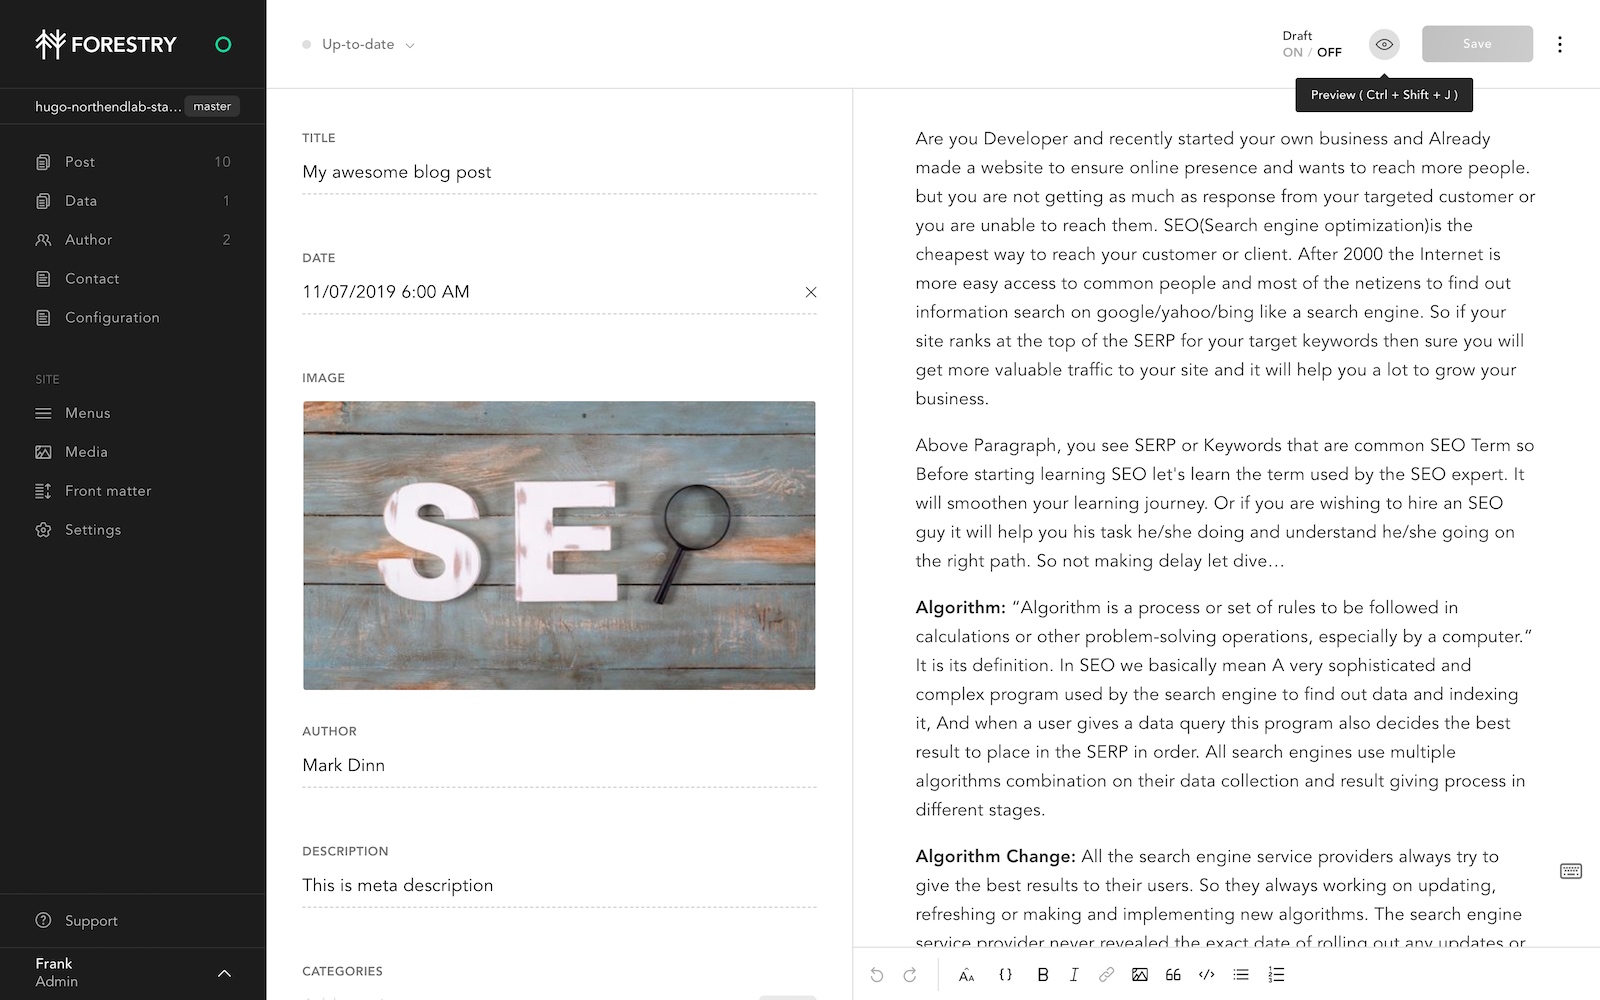 FORESTRY
hugo-northendlab-sta... master
Post 10
Data 1
Author 2
Contact
Configuration
SITE
Menus
Media
Front matter
Settings
Support
Frank
Admin
Up-to-date
Draft
ON / OFF
Save
Preview ( Ctrl + Shift + J )
TITLE
My awesome blog post
DATE
11/07/2019 6:00 AM
IMAGE
SE
AUTHOR
Mark Dinn
DESCRIPTION
This is meta description
CATEGORIES
Are you Developer and recently started your own business and Already
made a website to ensure online presence and wants to reach more people.
but you are not getting as much as response from your targeted customer or
you are unable to reach them. SEO(Search engine optimization)is the
cheapest way to reach your customer or client. After 2000 the Internet is
more easy access to common people and most of the netizens to find out
information search on google/yahoo/bing like a search engine. So if your
site ranks at the top of the SERP for your target keywords then sure you will
get more valuable traffic to your site and it will help you a lot to grow your
business.
Above Paragraph, you see SERP or Keywords that are common SEO Term so
Before starting learning SEO let's learn the term used by the SEO expert. It
will smoothen your learning journey. Or if you are wishing to hire an SEO
guy it will help you his task he/she doing and understand he/she going on
the right path. So not making delay let dive…
Algorithm: “Algorithm is a process or set of rules to be followed in
calculations or other problem-solving operations, especially by a computer.”
It is its definition. In SEO we basically mean A very sophisticated and
complex program used by the search engine to find out data and indexing
it, And when a user gives a data query this program also decides the best
result to place in the SERP in order. All search engines use multiple
algorithms combination on their data collection and result giving process in
different stages.
Algorithm Change: All the search engine service providers always try to
give the best results to their users. So they always working on updating,
refreshing or making and implementing new algorithms. The search engine
service provider never revealed the exact date of rolling out any updates or